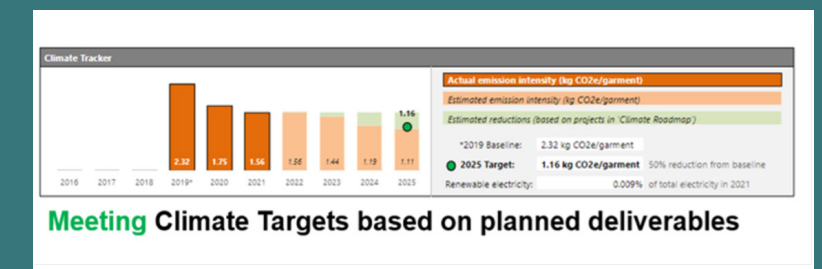 Climate Tracker
Actual emission intensity (kg CO2e/garment)
Estimated emission intensity (kg CO2e/garment)
Estimated reductions (based on projects in 'Climate Roadmap')
1.16
*2019 Baseline: 2.32 kg CO2e/garment
2025 Target: 1.16 kg CO2e/garment 50% reduction from baseline
2.32 1.75 1.56 1.56 1.44 1.19 1.11
2016 2017 2018 2019* 2020 2021 2022 2023 2024 2025
Renewable electricity: 0.009% of total electricity in 2021
Meeting Climate Targets based on planned deliverables